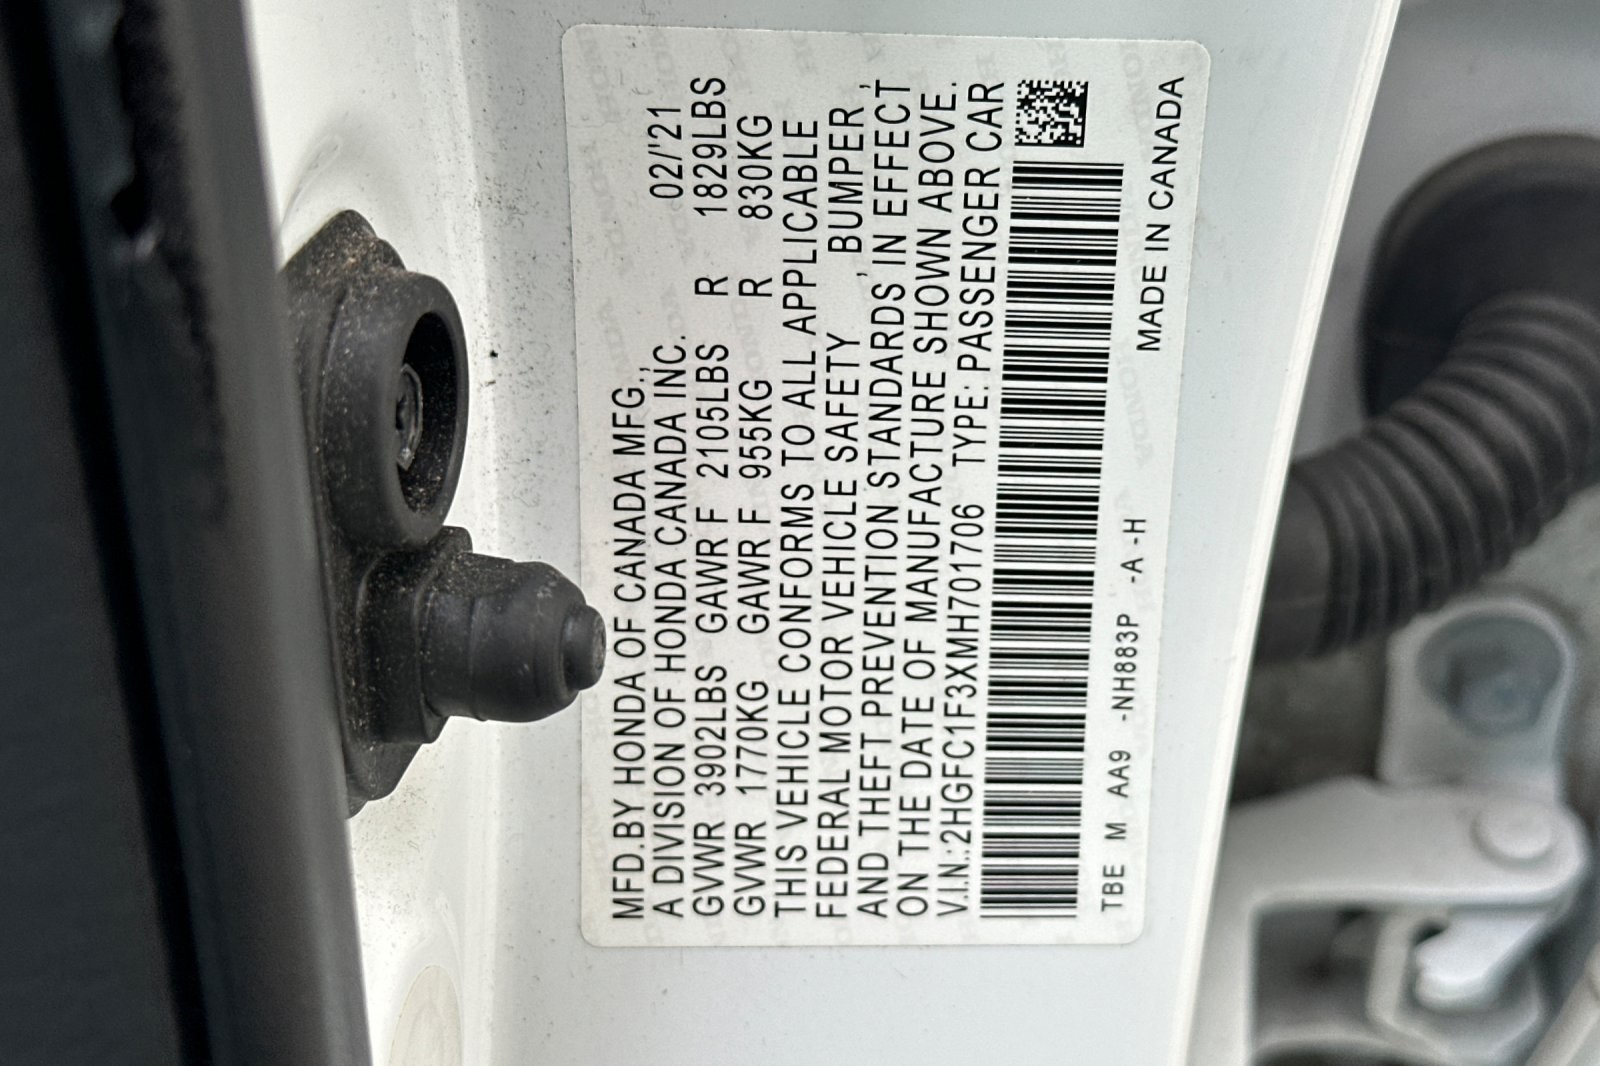 MFD.BY HONDA OF CANADA MFG.,
A DIVISION OF HONDA CANADA INC. 02/'21
GVWR 3902LBS GAWR F 2105LBS R 1829LBS
GVWR 1770KG GAWR F 955KG R 830KG
THIS VEHICLE CONFORMS TO ALL APPLICABLE
FEDERAL MOTOR VEHICLE SAFETY , BUMPER ,
AND THEFT PREVENTION STANDARDS IN EFFECT
ON THE DATE OF MANUFACTURE SHOWN ABOVE.
V.I.N.:2HGFC1F3XMH701706 TYPE: PASSENGER CAR
TBE M AA9 -NH883P -A -H MADE IN CANADA